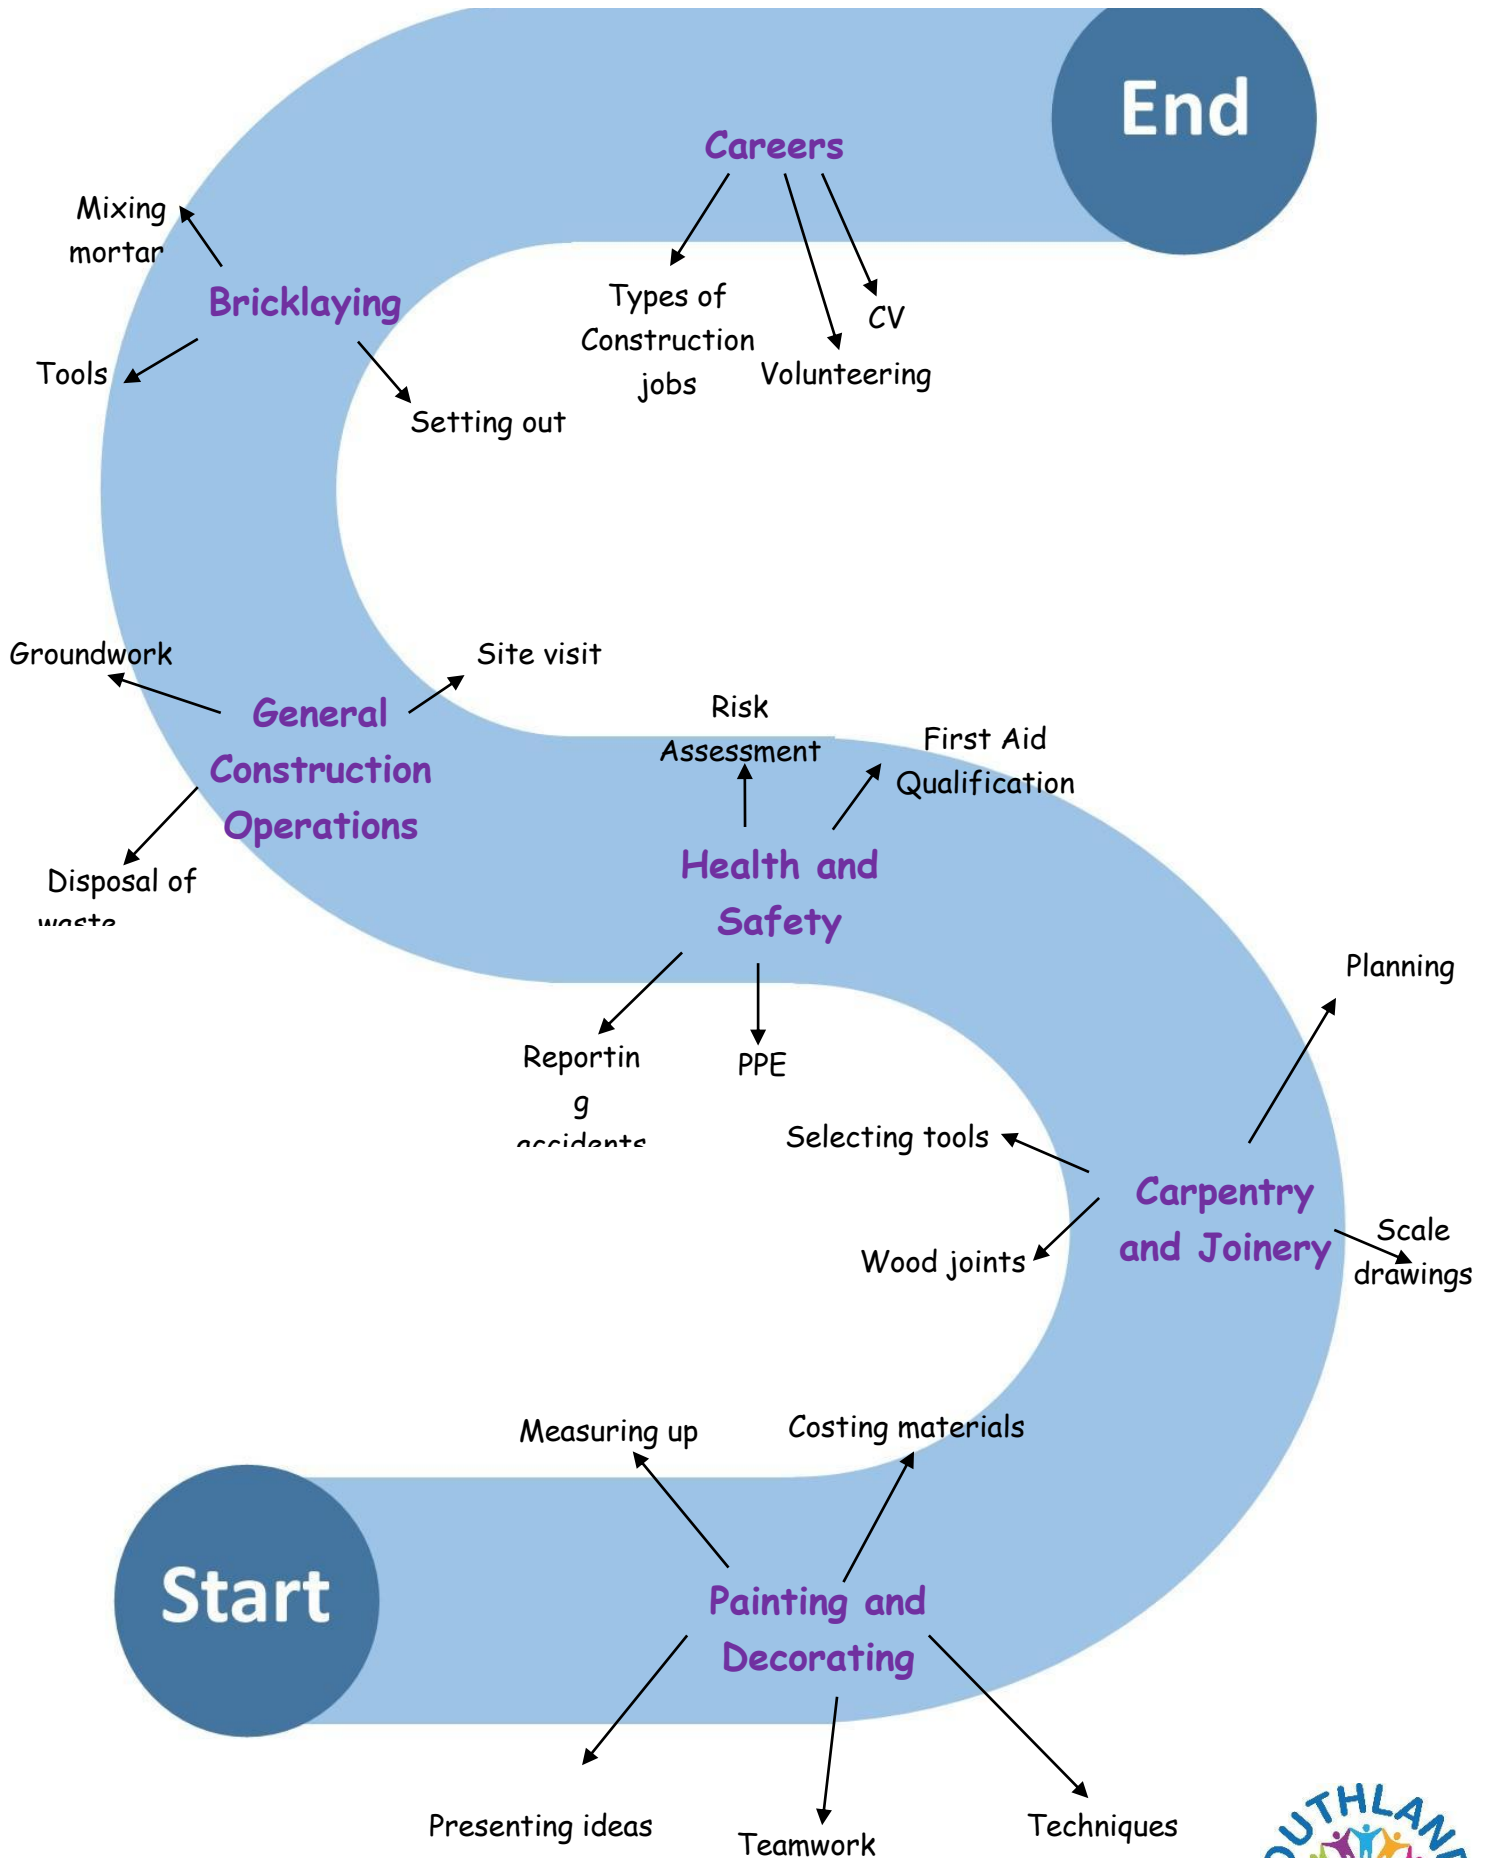 End
Careers
Mixing
mortar
Bricklaying
Types of
Construction
jobs
CV
Volunteering
Tools
Setting out
Groundwork
Site visit
General
Construction
Operations
Risk
Assessment
First Aid
Qualification
Disposal of
waste
Health and
Safety
Planning
Reportin
g
accidents
PPE
Selecting tools
Carpentry
and Joinery
Scale
drawings
Wood joints
Measuring up
Costing materials
Start
Painting and
Decorating
Presenting ideas
Teamwork
Techniques